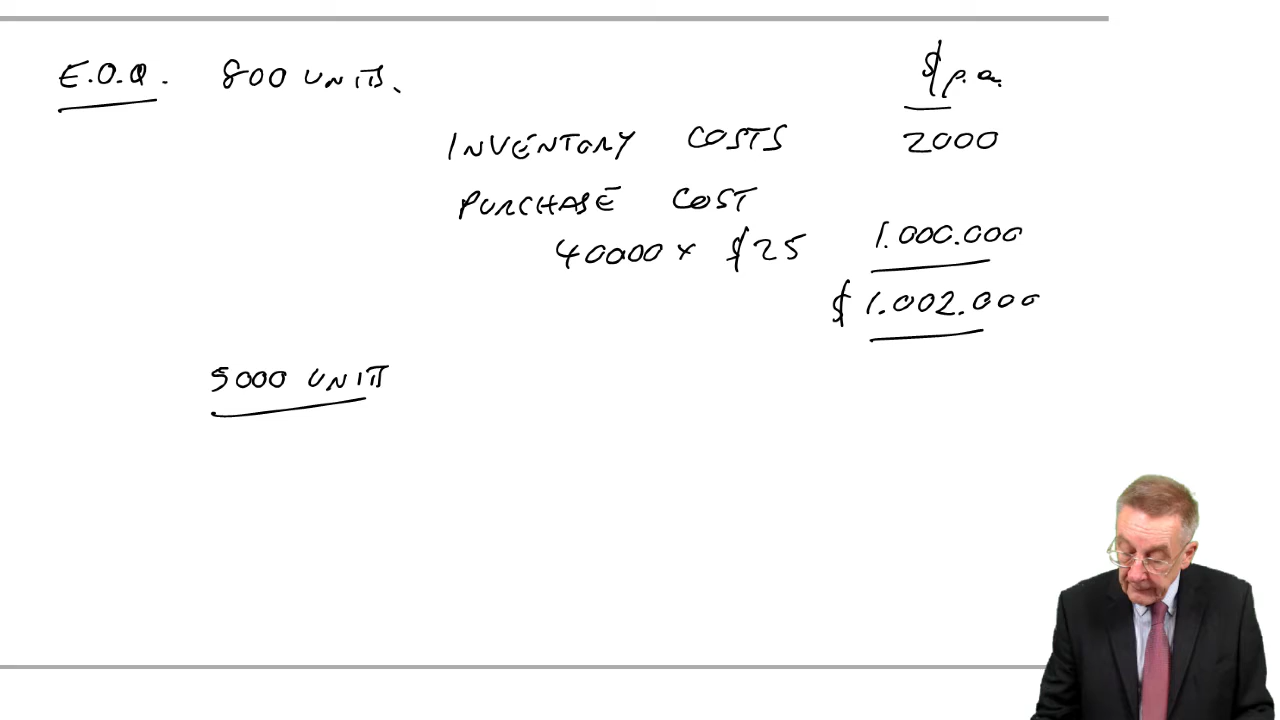 E.O.Q. 800 UNITS. $ p.a.
INVENTORY COSTS 2000
PURCHASE COST
40000 x $25 1.000.000
$ 1.002.000
5000 UNITS